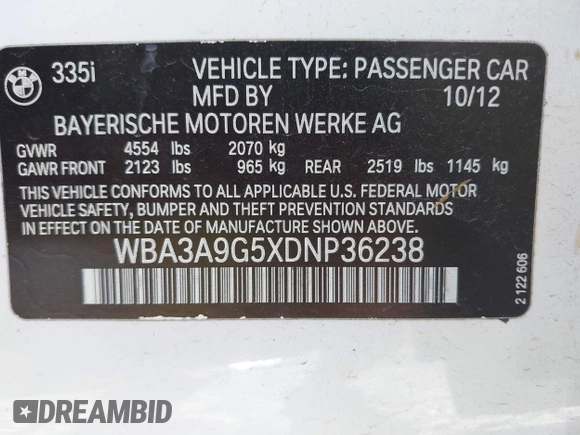 BMW
335i VEHICLE TYPE: PASSENGER CAR
MFD BY 10/12
BAYERISCHE MOTOREN WERKE AG
GVWR 4554 lbs 2070 kg
GAWR FRONT 2123 lbs 965 kg REAR 2519 lbs 1145 kg
THIS VEHICLE CONFORMS TO ALL APPLICABLE U.S. FEDERAL MOTOR
VEHICLE SAFETY, BUMPER AND THEFT PREVENTION STANDARDS
IN EFFECT ON THE DATE OF MANUFACTURE SHOWN ABOVE.
WBA3A9G5XDNP36238
2 122 606
DREAMBID